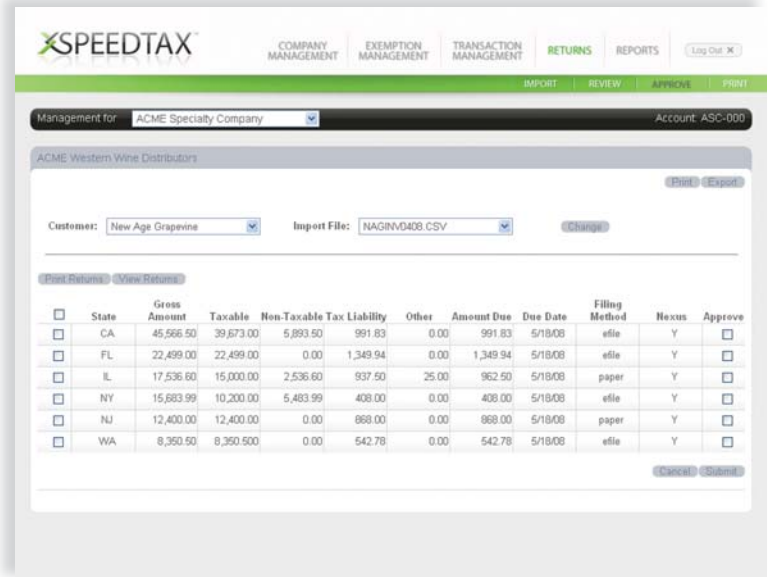 XSPEEDTAX
COMPANY MANAGEMENT EXEMPTION MANAGEMENT TRANSACTION MANAGEMENT RETURNS REPORTS Log Out X
IMPORT REVIEW APPROVE PRINT
Management for ACME Specialty Company Account: ASC-000
ACME Western Wine Distributors
Print Export
Customer: New Age Grapevine Import File: NAGINV0408.CSV Change
Print Returns View Returns
State Gross Amount Taxable Non-Taxable Tax Liability Other Amount Due Due Date Filing Method Nexus Approve
CA 45,566.50 39,673.00 5,893.50 991.83 0.00 991.83 5/18/08 efile Y
FL 22,499.00 22,499.00 0.00 1,349.94 0.00 1,349.94 5/18/08 efile Y
IL 17,536.60 15,000.00 2,536.60 937.50 25.00 962.50 5/18/08 paper Y
NY 15,683.99 10,200.00 5,483.99 408.00 0.00 408.00 5/18/08 efile Y
NJ 12,400.00 12,400.00 0.00 868.00 0.00 868.00 5/18/08 paper Y
WA 8,350.50 8,350.500 0.00 542.78 0.00 542.78 5/18/08 efile Y
Cancel Submit